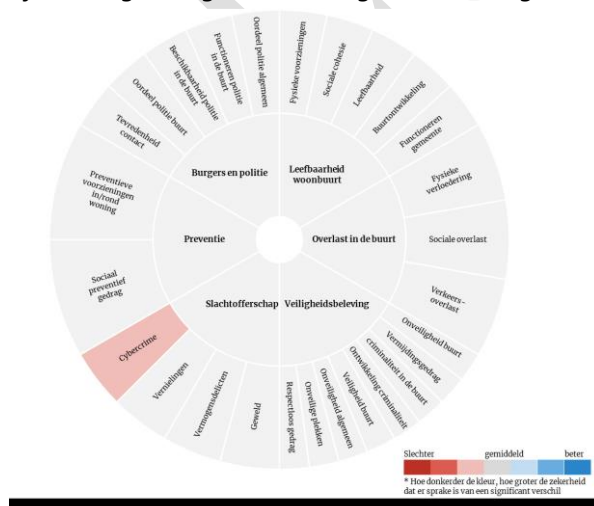 Oordeel politie algemeen
Functioneren politie
in de buurt
Beschikbaarheid politie
in de buurt
Oordeel politie buurt
Tevredenheid
contact
Preventieve
voorzieningen
in/rond
woning
Sociaal
preventief
gedrag
Cybercrime
Vernielingen
Vermogensdelicten
Geweld
Respectloos gedrag
Onveilige plekken
Onveiligheid algemeen
Veiligheid buurt
Ontwikkeling criminaliteit
criminaliteit in de buurt
Vermijdingsgedrag
Onveiligheid buurt
Verkeers-
overlast
Sociale overlast
Fysieke
verloedering
Functioneren
gemeente
Buurtontwikkeling
Leefbaarheid
Sociale cohesie
Fysieke voorzieningen
Burgers en politie
Leefbaarheid
woonbuurt
Preventie
Overlast in de buurt
Slachtofferschap
Veiligheidsbeleving
Slechter gemiddeld beter
* Hoe donkerder de kleur, hoe groter de zekerheid
dat er sprake is van een significant verschil